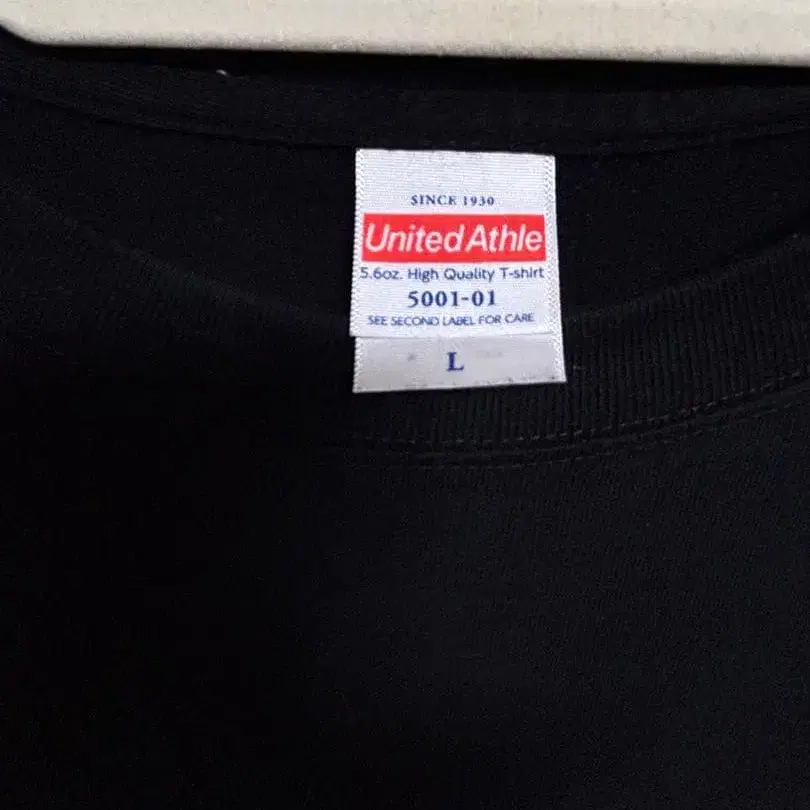 SINCE 1930
United Athle
5.6oz. High Quality T-shirt
5001-01
SEE SECOND LABEL FOR CARE
L